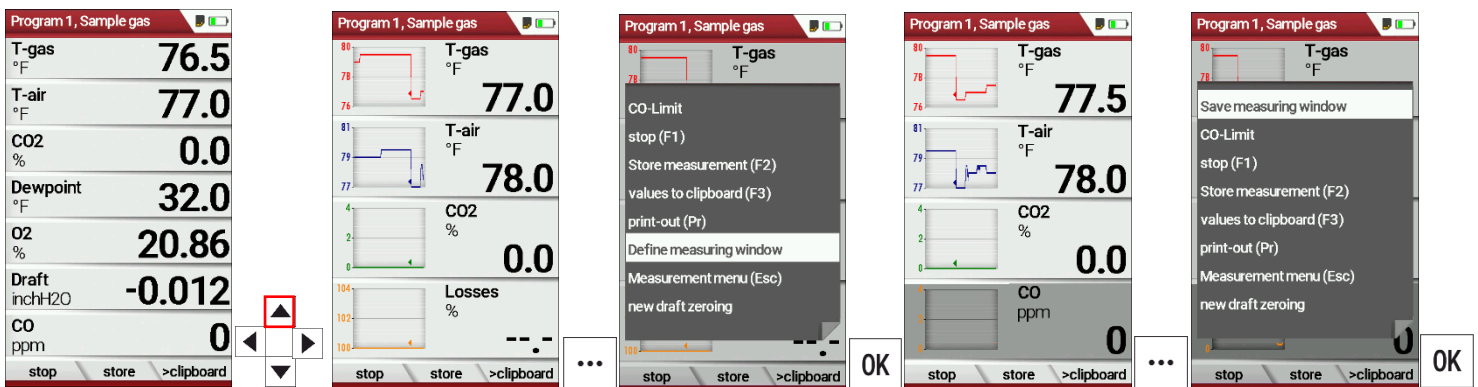 Program 1, Sample gas
T-gas
°F
76.5
T-air
°F
77.0
CO2
%
0.0
Dewpoint
°F
32.0
O2
%
20.86
Draft
inchH2O
-0.012
CO
ppm
0
stop store >clipboard
Program 1, Sample gas
80
78
76
T-gas
°F
77.0
81
79
77
T-air
°F
78.0
4
2
0
CO2
%
0.0
104
102
100
Losses
%
--.-
stop store >clipboard
...
Program 1, Sample gas
80
78
T-gas
°F
CO-Limit
stop (F1)
Store measurement (F2)
values to clipboard (F3)
print-out (Pr)
Define measuring window
Measurement menu (Esc)
new draft zeroing
100
--.-
stop store >clipboard
OK
Program 1, Sample gas
80
78
76
T-gas
°F
77.5
81
79
77
T-air
°F
78.0
4
2
0
CO2
%
0.0
CO
ppm
0
stop store >clipboard
...
Program 1, Sample gas
80
78
T-gas
°F
Save measuring window
CO-Limit
stop (F1)
Store measurement (F2)
values to clipboard (F3)
print-out (Pr)
Measurement menu (Esc)
new draft zeroing
0
stop store >clipboard
OK